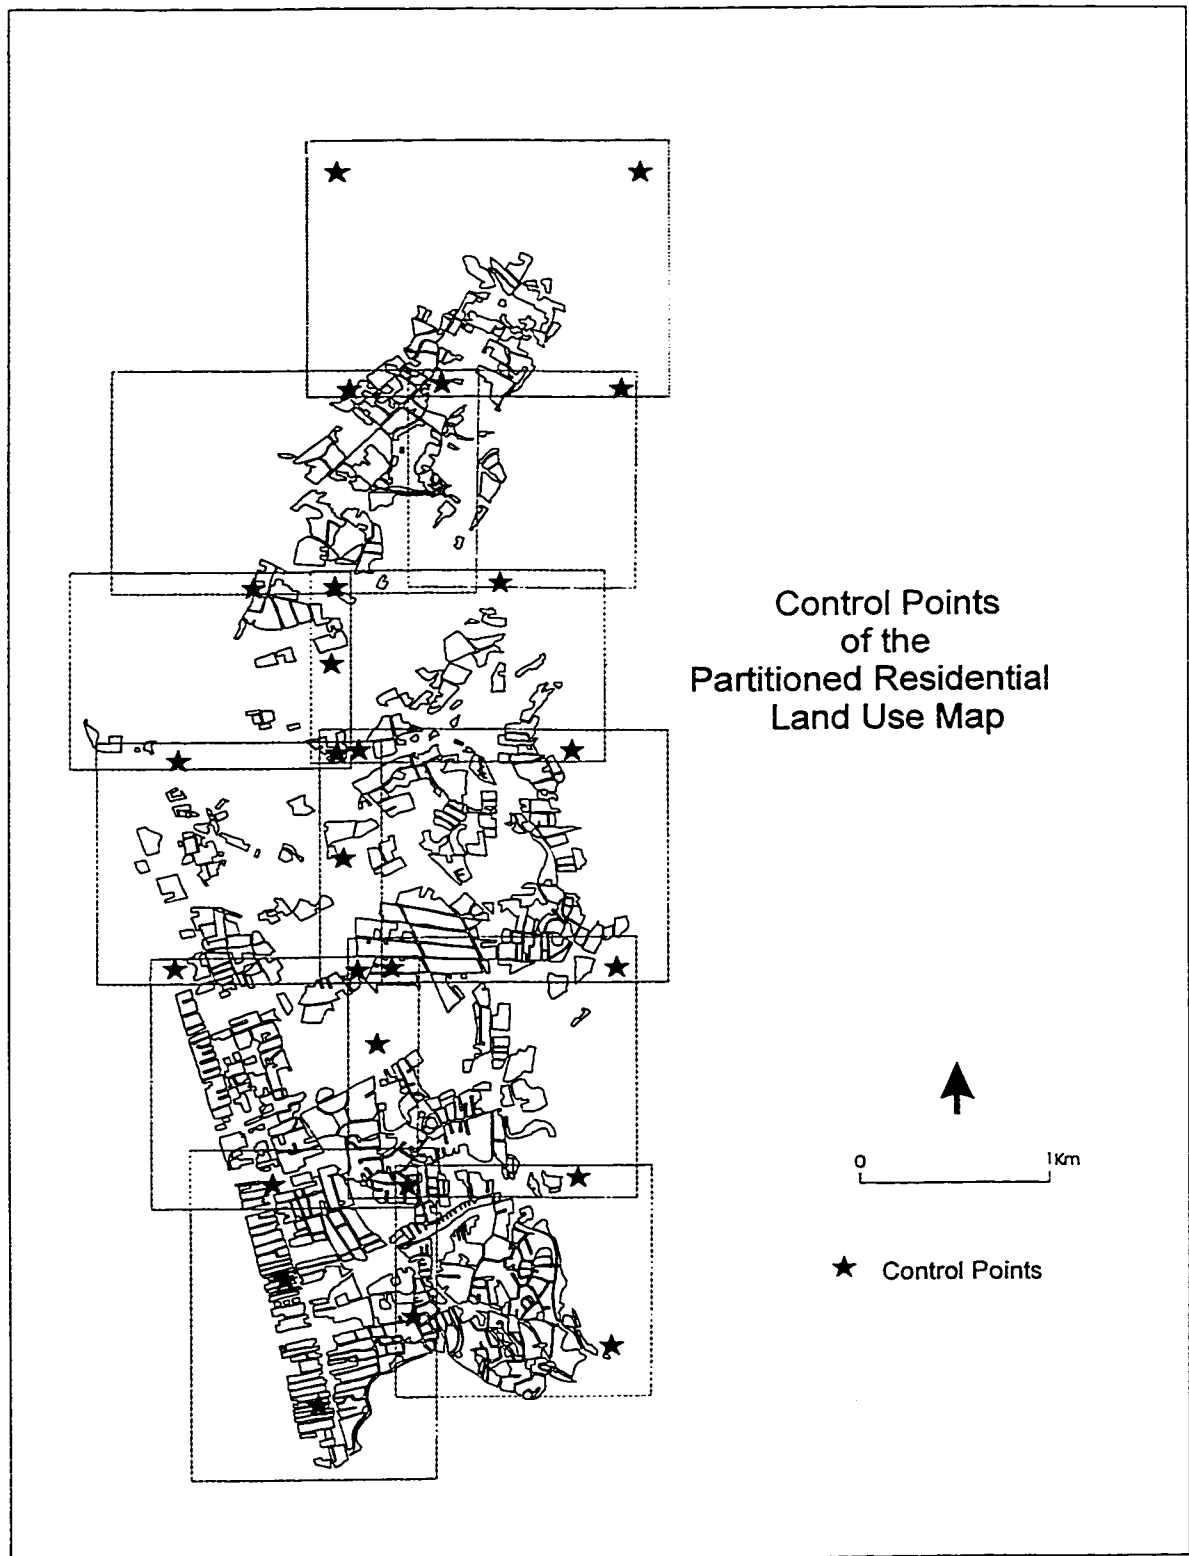 Control Points
of the
Partitioned Residential
Land Use Map
0 1Km
Control Points